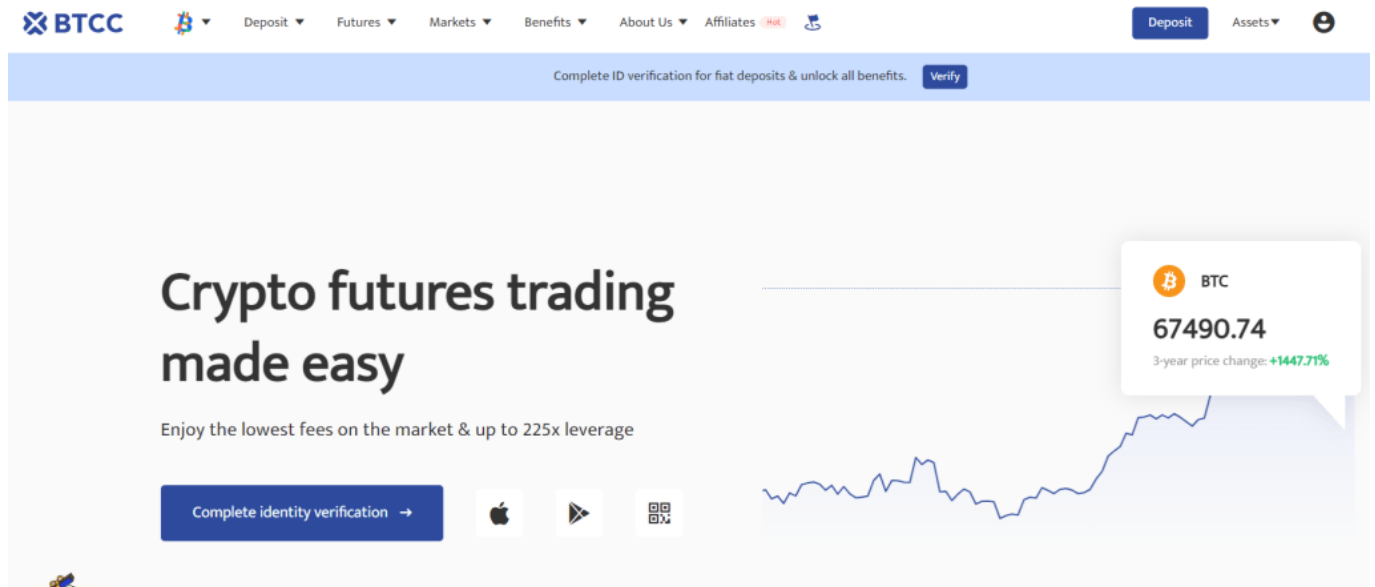 BTCC Deposit Futures Markets Benefits About Us Affiliates Hot Deposit Assets
Complete ID verification for fiat deposits & unlock all benefits. Verify
Crypto futures trading
made easy
Enjoy the lowest fees on the market & up to 225x leverage
Complete identity verification →
BTC
67490.74
3-year price change: +1447.71%